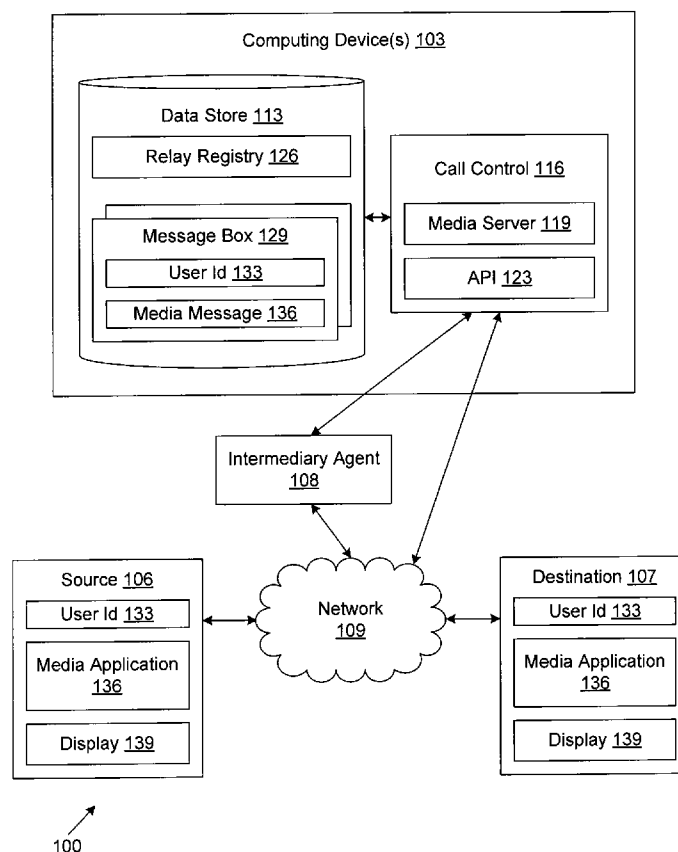 Computing Device(s) 103
Data Store 113
Relay Registry 126
Message Box 129
User Id 133
Media Message 136
Call Control 116
Media Server 119
API 123
Intermediary Agent
108
Source 106
User Id 133
Media Application
136
Display 139
Network
109
Destination 107
User Id 133
Media Application
136
Display 139
100